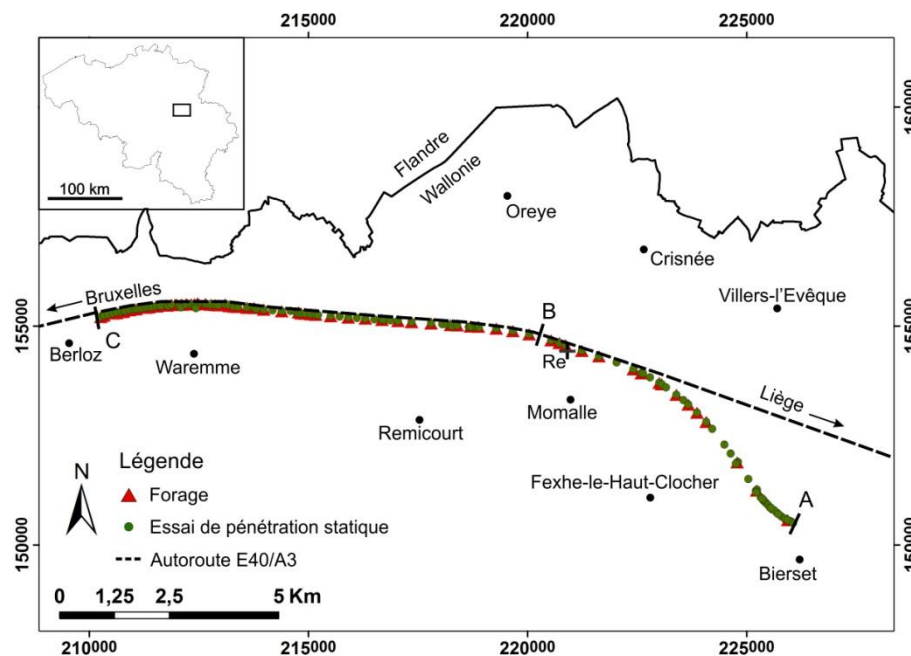 215000
220000
225000
100 km
160000
Flandre
Wallonie
Oreye
Crisnée
Villers-l'Evêque
155000
155000
Bruxelles
C
B
Re
Berloz
Waremme
Momalle
Remicourt
Liège
Fexhe-le-Haut-Clocher
A
Bierset
N
Légende
Forage
Essai de pénétration statique
Autoroute E40/A3
150000
150000
0 1,25 2,5 5 Km
210000
215000
220000
225000